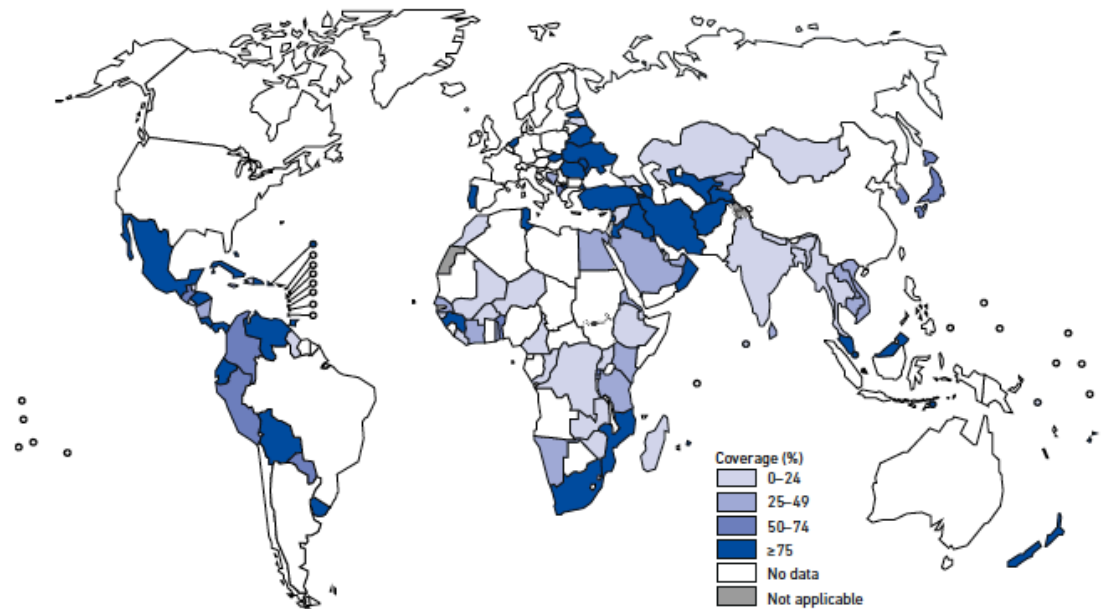 Coverage (%)
0–24
25–49
50–74
≥75
No data
Not applicable